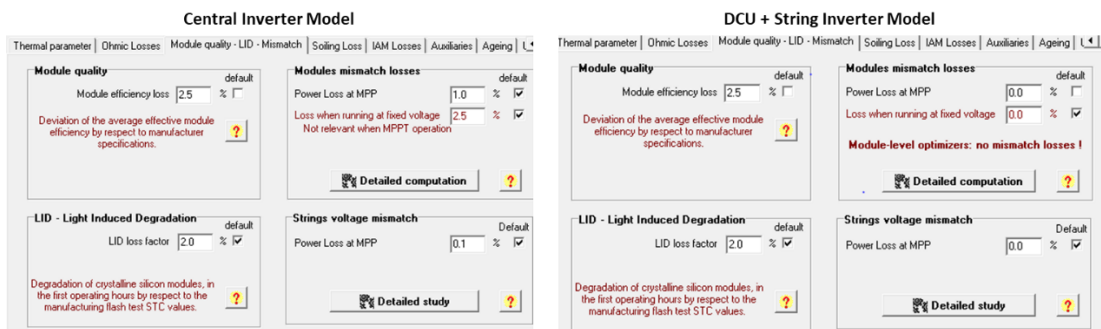 Central Inverter Model
Thermal parameter Ohmic Losses Module quality - LID - Mismatch Soiling Loss IAM Losses Auxiliaries Ageing
Module quality
default
Module efficiency loss 2.5 %
Deviation of the average effective module
efficiency by respect to manufacturer
specifications.
?
Modules mismatch losses
default
Power Loss at MPP 1.0 %
Loss when running at fixed voltage 2.5 %
Not relevant when MPPT operation
Detailed computation ?
LID - Light Induced Degradation
default
LID loss factor 2.0 %
Degradation of crystalline silicon modules, in
the first operating hours by respect to the
manufacturing flash test STC values.
?
Strings voltage mismatch
Default
Power Loss at MPP 0.1 %
Detailed study ?
DCU + String Inverter Model
Thermal parameter Ohmic Losses Module quality - LID - Mismatch Soiling Loss IAM Losses Auxiliaries Ageing
Module quality
default
Module efficiency loss 2.5 %
Deviation of the average effective module
efficiency by respect to manufacturer
specifications.
?
Modules mismatch losses
default
Power Loss at MPP 0.0 %
Loss when running at fixed voltage 0.0 %
Module-level optimizers: no mismatch losses !
Detailed computation ?
LID - Light Induced Degradation
default
LID loss factor 2.0 %
Degradation of crystalline silicon modules, in
the first operating hours by respect to the
manufacturing flash test STC values.
?
Strings voltage mismatch
Default
Power Loss at MPP 0.0 %
Detailed study ?